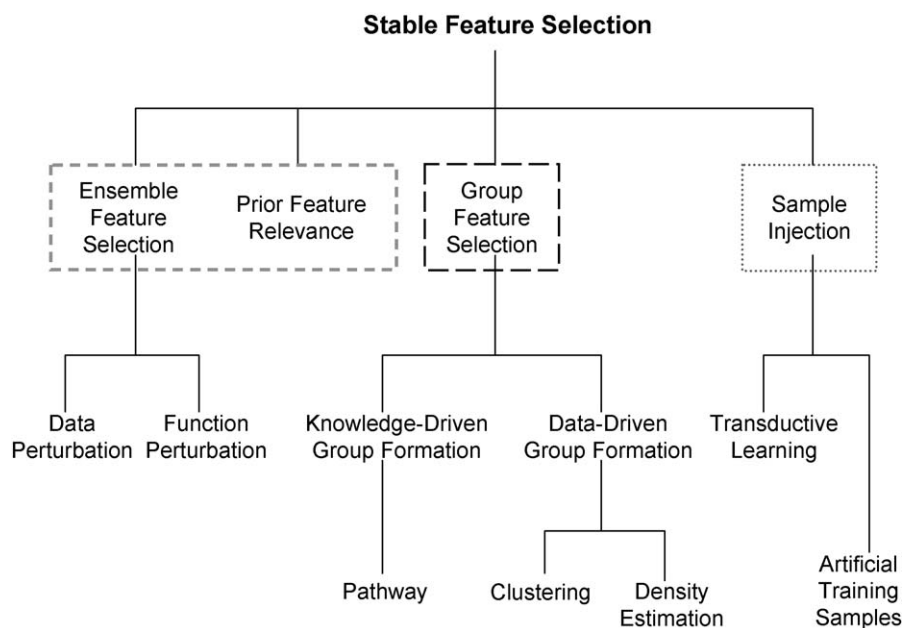 Stable Feature Selection
Ensemble
Feature
Selection
Prior Feature
Relevance
Group
Feature
Selection
Sample
Injection
Data
Perturbation
Function
Perturbation
Knowledge-Driven
Group Formation
Data-Driven
Group Formation
Transductive
Learning
Pathway
Clustering
Density
Estimation
Artificial
Training
Samples